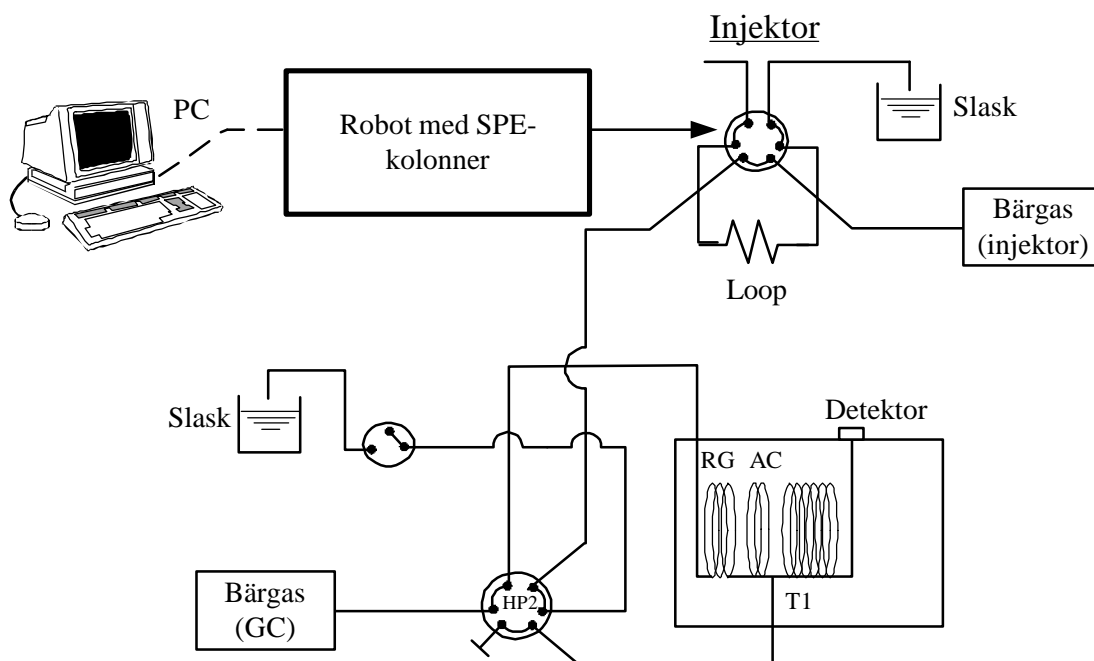 Injektor
PC
Robot med SPE-
kolonner
Slask
Bärgas
(injektor)
Loop
Slask
Detektor
RG
AC
Bärgas
(GC)
HP2
T1